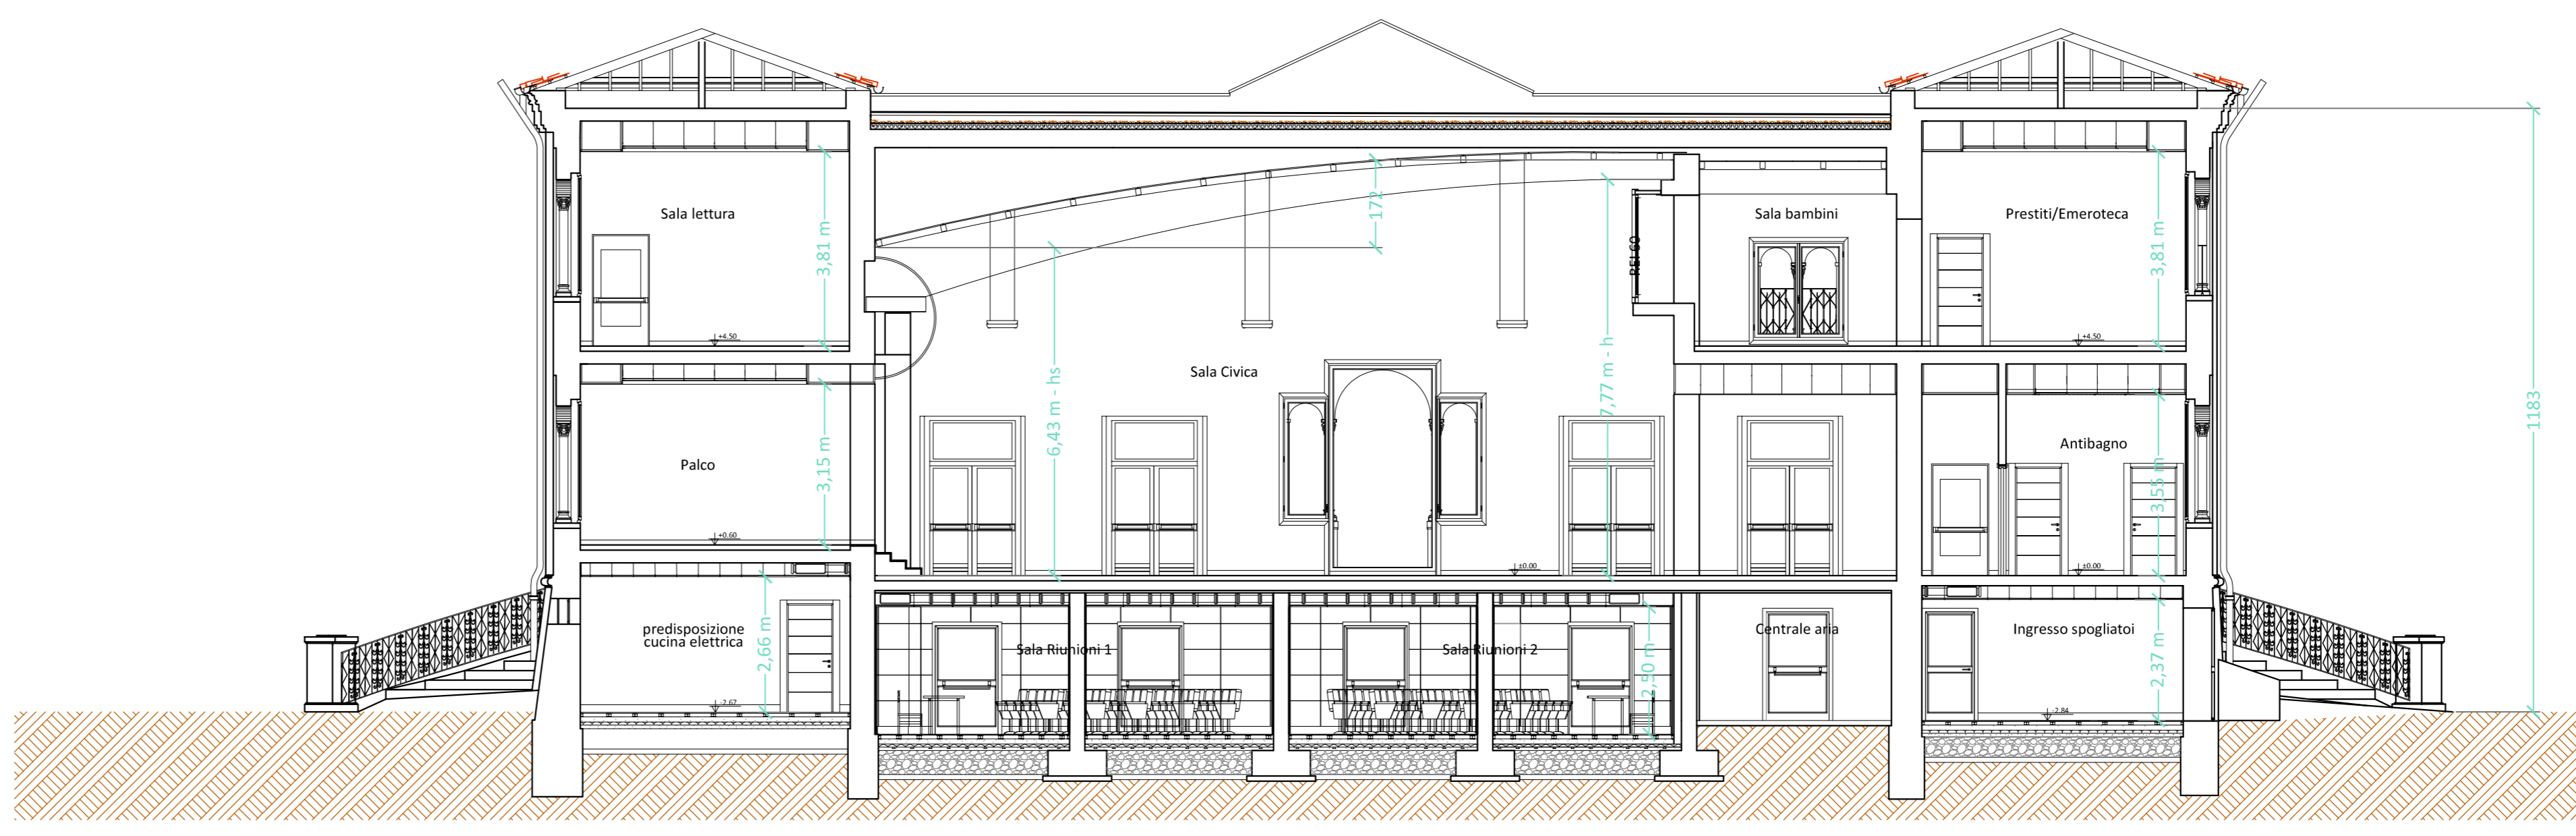 Sala lettura
3,81 m
+4.50
172
REI 60
Sala bambini
Prestiti/Emeroteca
3,81 m
+4.50
Sala Civica
6,43 m - hs
7,77 m - h
1183
Palco
3,15 m
+0.60
±0.00
Antibagno
3,55 m
±0.00
predisposizione
cucina elettrica
2,66 m
-2.67
Sala Riunioni 1
Sala Riunioni 2
2,50 m
Centrale aria
Ingresso spogliatoi
2,37 m
-2.84